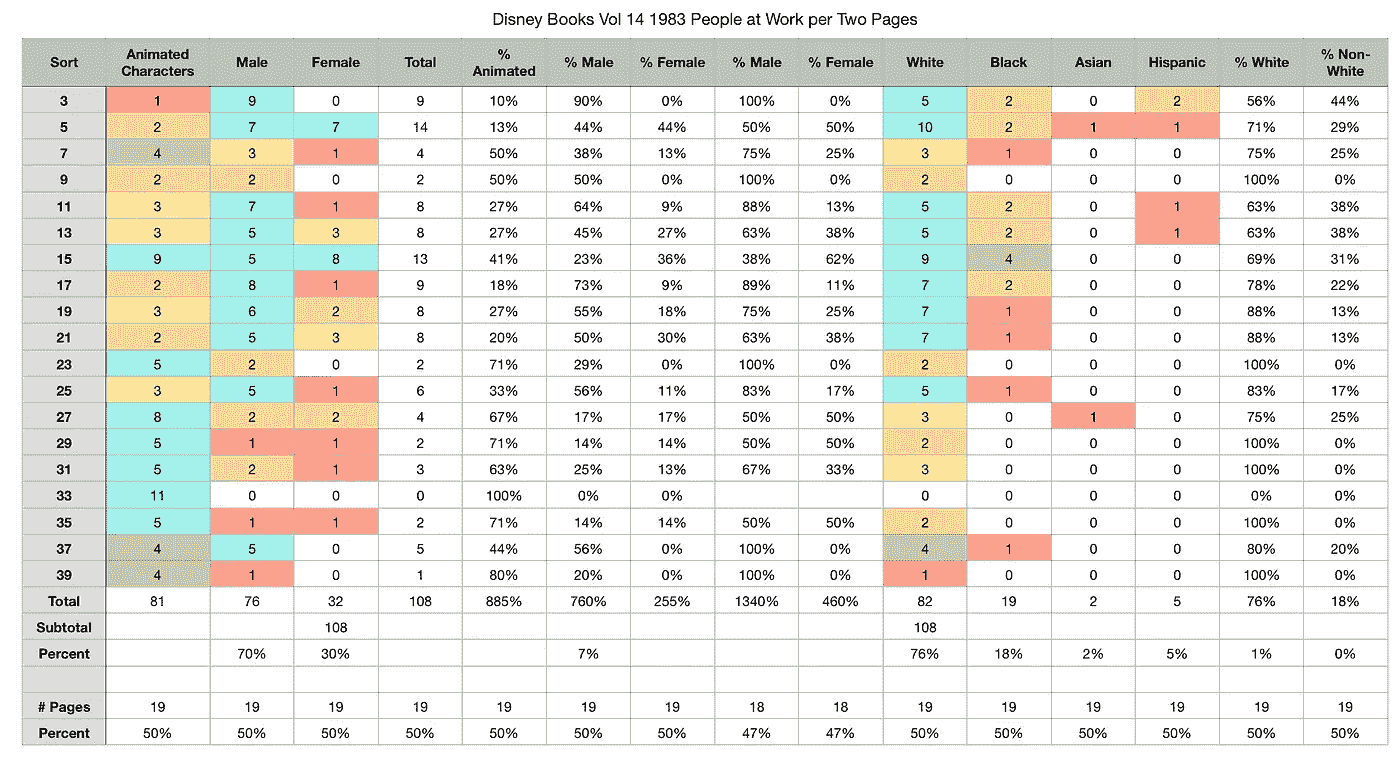 Disney Books Vol 14 1983 People at Work per Two Pages
Sort Animated Characters Male Female Total % Animated % Male % Female % Male % Female White Black Asian Hispanic % White % Non-White
3 1 9 0 9 10% 90% 0% 100% 0% 5 2 0 2 56% 44%
5 2 7 7 14 13% 44% 44% 50% 50% 10 2 1 1 71% 29%
7 4 3 1 4 50% 38% 13% 75% 25% 3 1 0 0 75% 25%
9 2 2 0 2 50% 50% 0% 100% 0% 2 0 0 0 100% 0%
11 3 7 1 8 27% 64% 9% 88% 13% 5 2 0 1 63% 38%
13 3 5 3 8 27% 45% 27% 63% 38% 5 2 0 1 63% 38%
15 9 5 8 13 41% 23% 36% 38% 62% 9 4 0 0 69% 31%
17 2 8 1 9 18% 73% 9% 89% 11% 7 2 0 0 78% 22%
19 3 6 2 8 27% 55% 18% 75% 25% 7 1 0 0 88% 13%
21 2 5 3 8 20% 50% 30% 63% 38% 7 1 0 0 88% 13%
23 5 2 0 2 71% 29% 0% 100% 0% 2 0 0 0 100% 0%
25 3 5 1 6 33% 56% 11% 83% 17% 5 1 0 0 83% 17%
27 8 2 2 4 67% 17% 17% 50% 50% 3 0 1 0 75% 25%
29 5 1 1 2 71% 14% 14% 50% 50% 2 0 0 0 100% 0%
31 5 2 1 3 63% 25% 13% 67% 33% 3 0 0 0 100% 0%
33 11 0 0 0 100% 0% 0% 0 0 0 0 0% 0%
35 5 1 1 2 71% 14% 14% 50% 50% 2 0 0 0 100% 0%
37 4 5 0 5 44% 56% 0% 100% 0% 4 1 0 0 80% 20%
39 4 1 0 1 80% 20% 0% 100% 0% 1 0 0 0 100% 0%
Total 81 76 32 108 885% 760% 255% 1340% 460% 82 19 2 5 76% 18%
Subtotal 108 108
Percent 70% 30% 7% 76% 18% 2% 5% 1% 0%
# Pages 19 19 19 19 19 19 19 18 18 19 19 19 19 19 19
Percent 50% 50% 50% 50% 50% 50% 50% 47% 47% 50% 50% 50% 50% 50% 50%